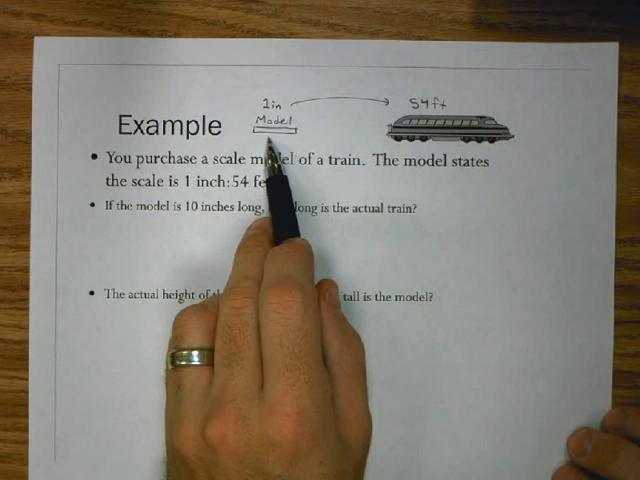 1in 54ft
Model
Example
• You purchase a scale model of a train. The model states
the scale is 1 inch:54
• If the model is 10 inches long, long is the actual train?
• The actual height of tall is the model?